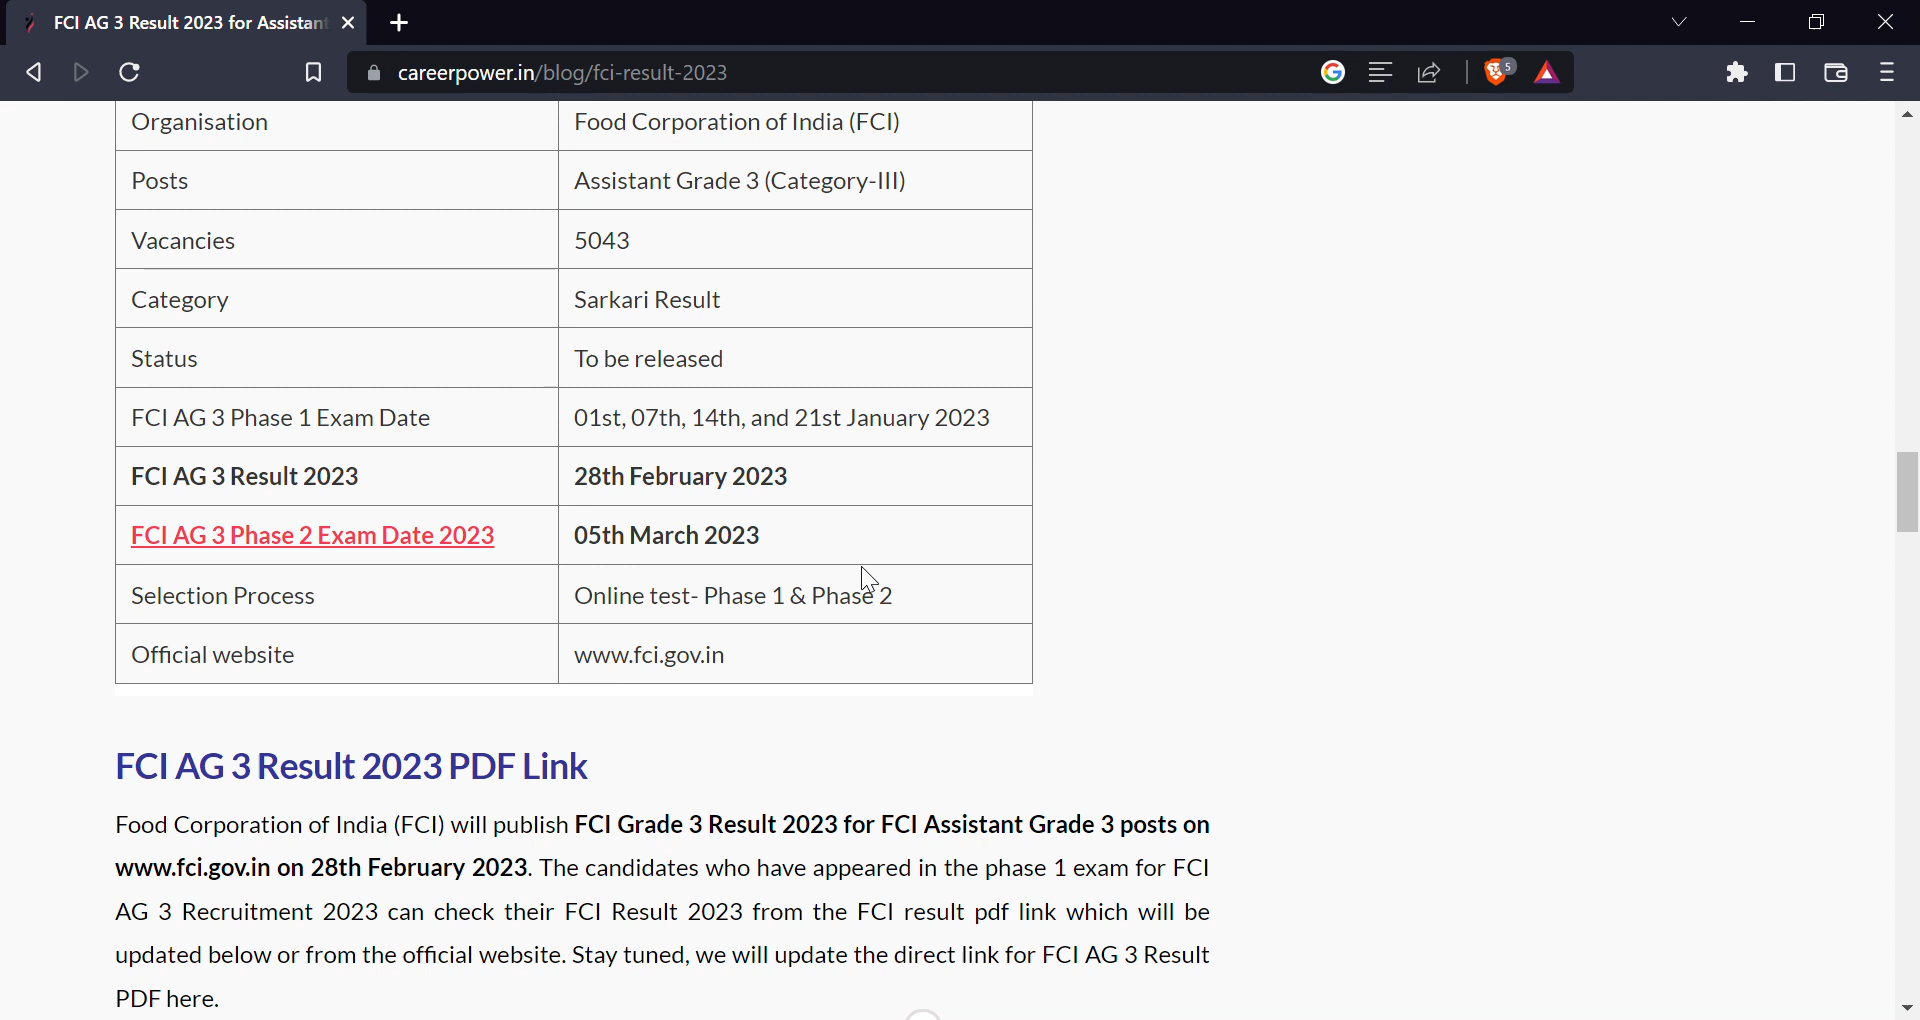 FCI AG 3 Result 2023 for Assistant
careerpower.in/blog/fci-result-2023
5
Organisation Food Corporation of India (FCI)
Posts Assistant Grade 3 (Category-III)
Vacancies 5043
Category Sarkari Result
Status To be released
FCI AG 3 Phase 1 Exam Date 01st, 07th, 14th, and 21st January 2023
FCI AG 3 Result 2023 28th February 2023
FCI AG 3 Phase 2 Exam Date 2023 05th March 2023
Selection Process Online test- Phase 1 & Phase 2
Official website www.fci.gov.in
FCI AG 3 Result 2023 PDF Link
Food Corporation of India (FCI) will publish FCI Grade 3 Result 2023 for FCI Assistant Grade 3 posts on
www.fci.gov.in on 28th February 2023. The candidates who have appeared in the phase 1 exam for FCI
AG 3 Recruitment 2023 can check their FCI Result 2023 from the FCI result pdf link which will be
updated below or from the official website. Stay tuned, we will update the direct link for FCI AG 3 Result
PDF here.